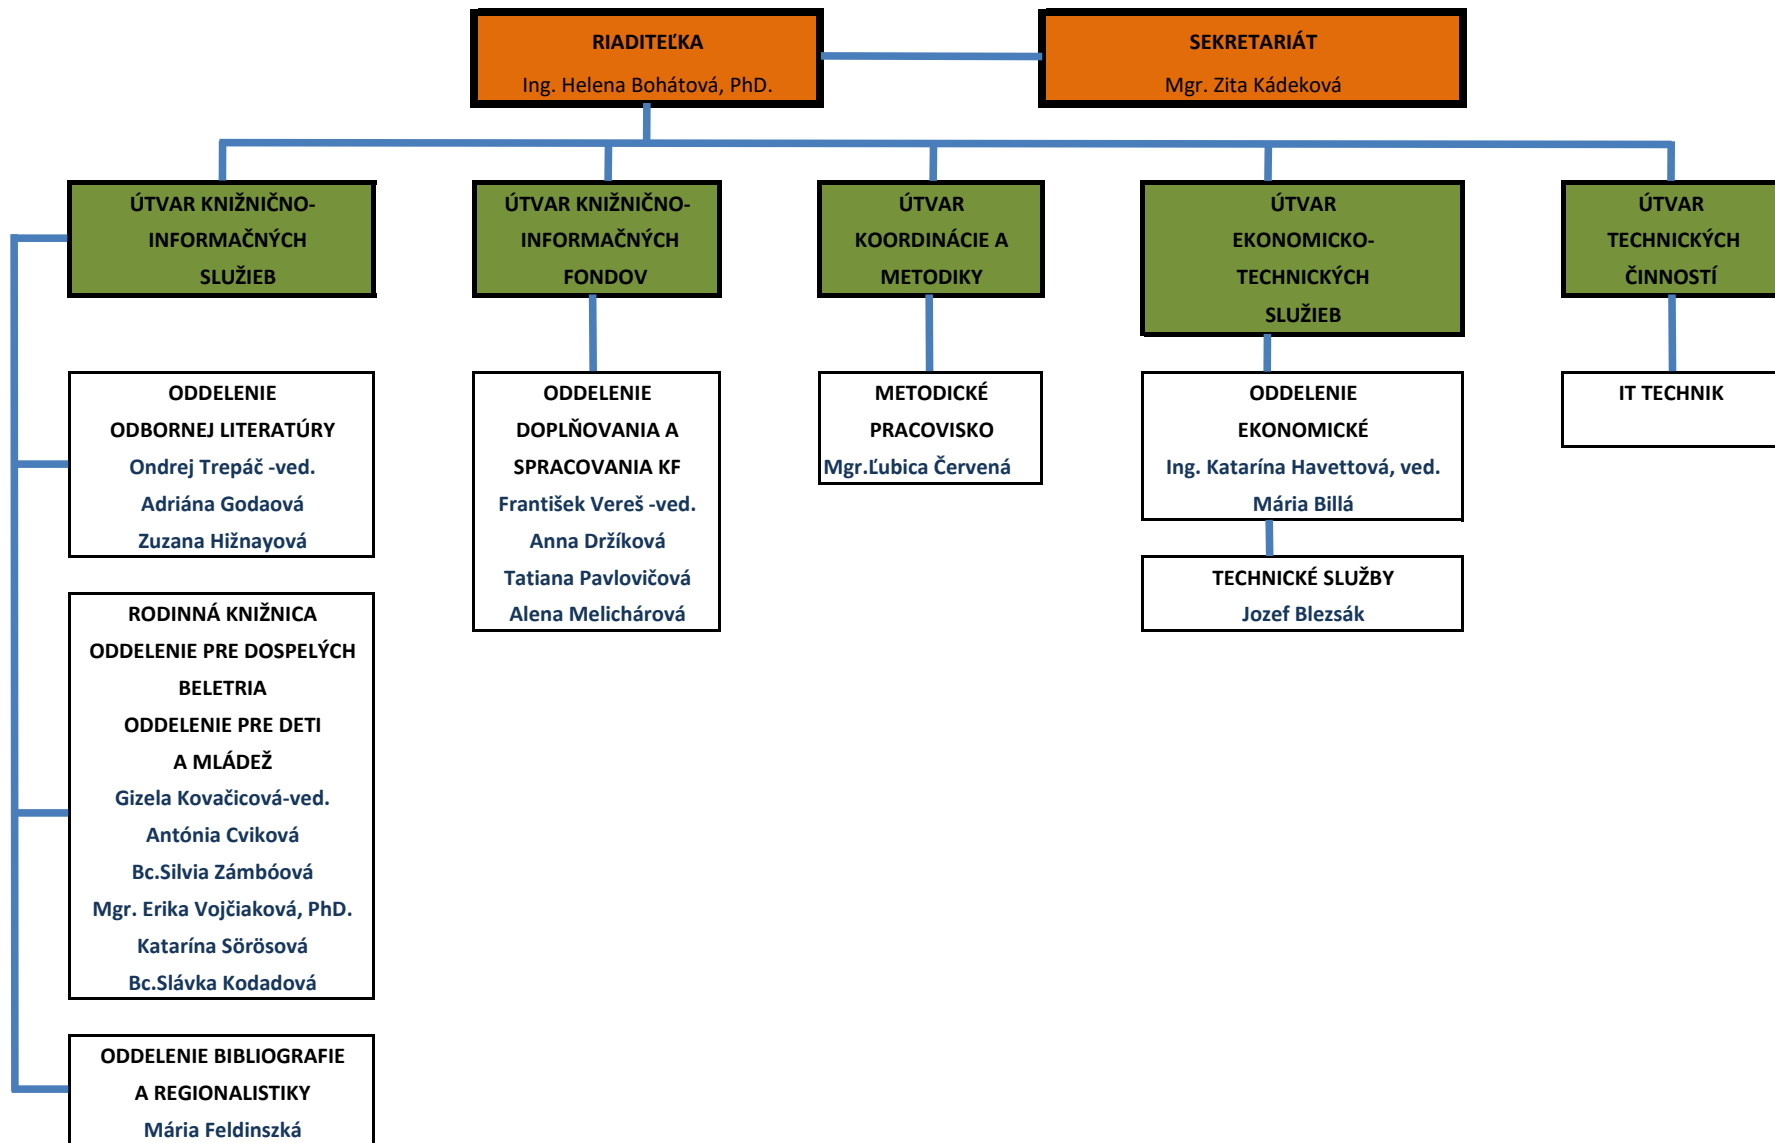 RIADITEĽKA
Ing. Helena Bohátová, PhD.
SEKRETARIÁT
Mgr. Zita Kádeková
ÚTVAR KNIŽNIČNO-
INFORMAČNÝCH
SLUŽIEB
ÚTVAR KNIŽNIČNO-
INFORMAČNÝCH
FONDOV
ÚTVAR
KOORDINÁCIE A
METODIKY
ÚTVAR
EKONOMICKO-
TECHNICKÝCH
SLUŽIEB
ÚTVAR
TECHNICKÝCH
ČINNOSTÍ
ODDELENIE
ODBORNEJ LITERATÚRY
Ondrej Trepáč -ved.
Adriána Godaová
Zuzana Hižnayová
ODDELENIE
DOPLŇOVANIA A
SPRACOVANIA KF
František Vereš -ved.
Anna Držíková
Tatiana Pavlovičová
Alena Melichárová
METODICKÉ
PRACOVISKO
Mgr.Ľubica Červená
ODDELENIE
EKONOMICKÉ
Ing. Katarína Havettová, ved.
Mária Billá
IT TECHNIK
TECHNICKÉ SLUŽBY
Jozef Blezsák
RODINNÁ KNIŽNICA
ODDELENIE PRE DOSPELÝCH
BELETRIA
ODDELENIE PRE DETI
A MLÁDEŽ
Gizela Kovačicová-ved.
Antónia Cviková
Bc.Silvia Zámbóová
Mgr. Erika Vojčiaková, PhD.
Katarína Sörösová
Bc.Slávka Kodadová
ODDELENIE BIBLIOGRAFIE
A REGIONALISTIKY
Mária Feldinszká